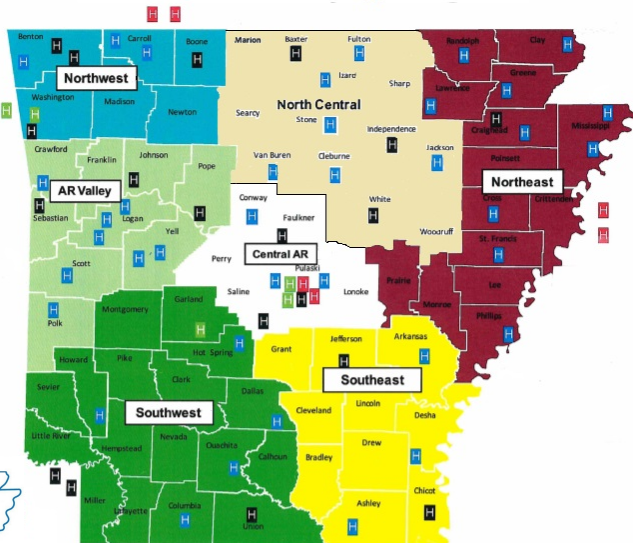 H H
Benton
Carroll
Boone
Marion
Baxter
Fulton
Randolph
Clay
H H H H H H H H H H H
Northwest
Izard
Sharp
Lawrence
Greene
H H H
Washington
Madison
Newton
North Central
Searcy
Stone
Independence
Craighead
Mississippi
H H H H H H H H H
Crawford
Franklin
Johnson
Pope
Van Buren
Cleburne
Jackson
Poinsett
H H H H H
AR Valley
Northeast
Conway
White
Cross
Crittenden
H H H H H H
Sebastian
Logan
Faulkner
Woodruff
H H H H H H
Yell
St. Francis
Central AR
Perry
Scott
Pulaski
H H H H
Saline
Lonoke
Prairie
Lee
H H H H H H H H
Polk
Montgomery
Garland
Monroe
Phillips
H H H H
Howard
Pike
Hot Spring
Grant
Jefferson
Arkansas
H H H
Sevier
Clark
Southeast
Dallas
Cleveland
Lincoln
Desha
Southwest
H H
Little River
Hempstead
Nevada
Ouachita
Calhoun
Bradley
Drew
H H H H
Miller
Lafayette
Columbia
Union
Ashley
Chicot
H H H H